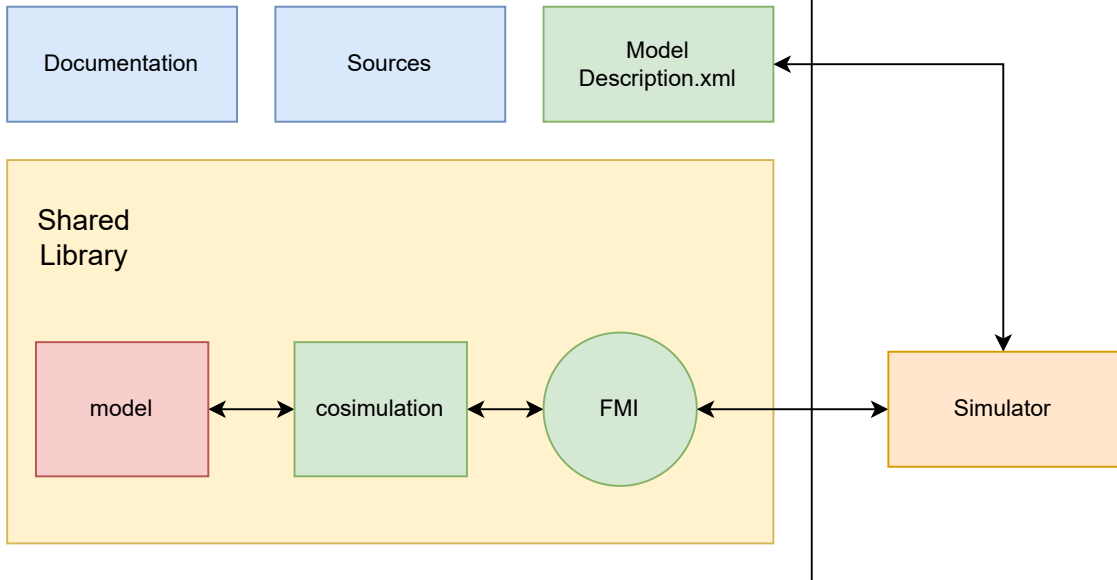 Documentation
Sources
Model
Description.xml
Shared
Library
model
cosimulation
FMI
Simulator